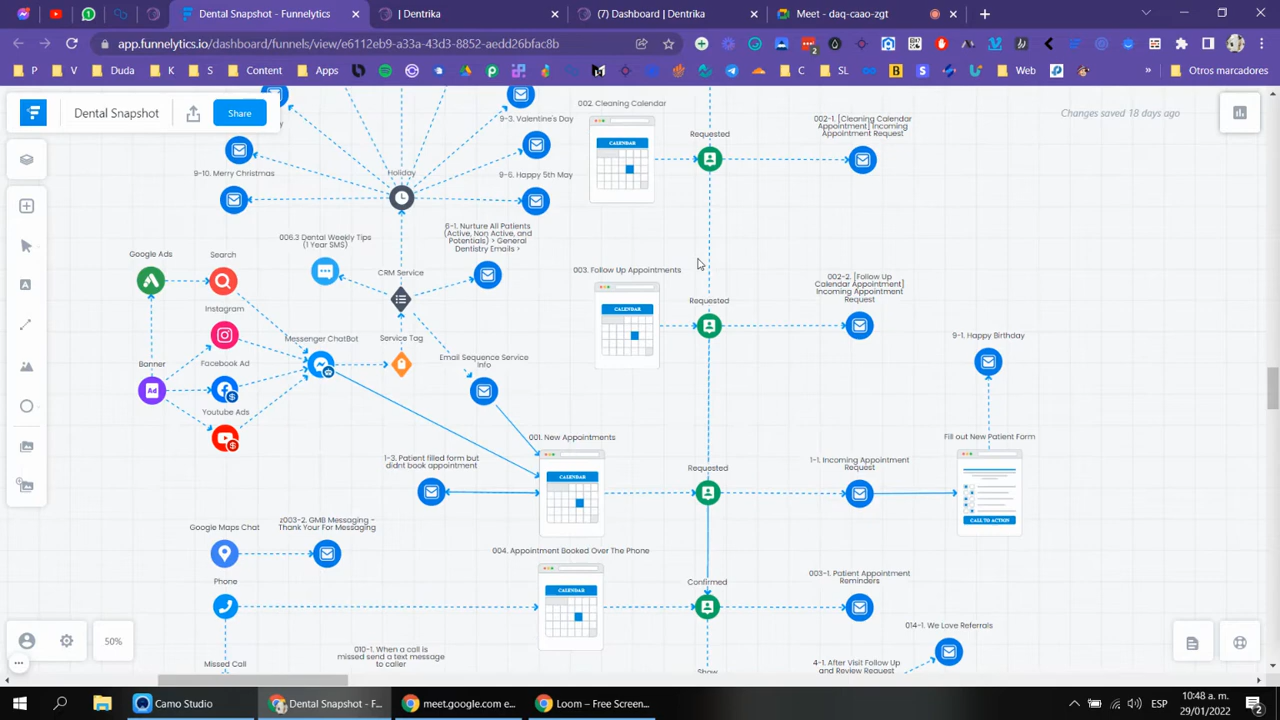 Dental Snapshot - Funnelytics
| Dentrika
(7) Dashboard | Dentrika
Meet - daq-caao-zgt
app.funnelytics.io/dashboard/funnels/view/e6112eb9-a33a-43d3-8852-aedd26bfac8b
P
V
Duda
K
S
Content
Apps
C
SL
Web
Otros marcadores
Dental Snapshot
Share
Changes saved 18 days ago
002. Cleaning Calendar
CALENDAR
Requested
002-1. [Cleaning Calendar
Appointment] Incoming
Appointment Request
9-3. Valentine's Day
9-10. Merry Christmas
Holiday
9-6. Happy 5th May
006.3 Dental Weekly Tips
(1 Year SMS)
6-1. Nurture All Patients
(Active, Non Active, and
Potentials) > General
Dentistry Emails >
CRM Service
Google Ads
Search
Instagram
Messenger ChatBot
Service Tag
Facebook Ad
Banner
Ad
Youtube Ads
Email Sequence Service
Info
003. Follow Up Appointments
CALENDAR
Requested
002-2. [Follow Up
Calendar Appointment]
Incoming Appointment
Request
9-1. Happy Birthday
001. New Appointments
CALENDAR
1-3. Patient filled form but
didnt book appointment
Requested
1-1. Incoming Appointment
Request
Fill out New Patient Form
CALL TO ACTION
Google Maps Chat
z003-2. GMB Messaging -
Thank Your For Messaging
004. Appointment Booked Over The Phone
CALENDAR
Phone
Confirmed
003-1. Patient Appointment
Reminders
014-1. We Love Referrals
Missed Call
010-1. When a call is
missed send a text message
to caller
Show
4-1. After Visit Follow Up
and Review Request
50%
Camo Studio
Dental Snapshot - F...
meet.google.com e...
Loom – Free Screen...
ESP
10:48 a. m.
29/01/2022
2